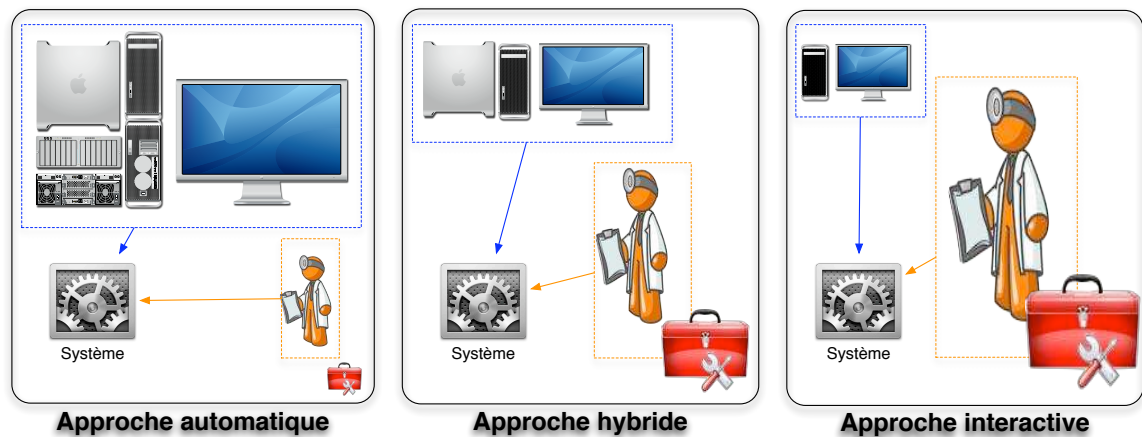 Système
Système
Système
Approche automatique
Approche hybride
Approche interactive